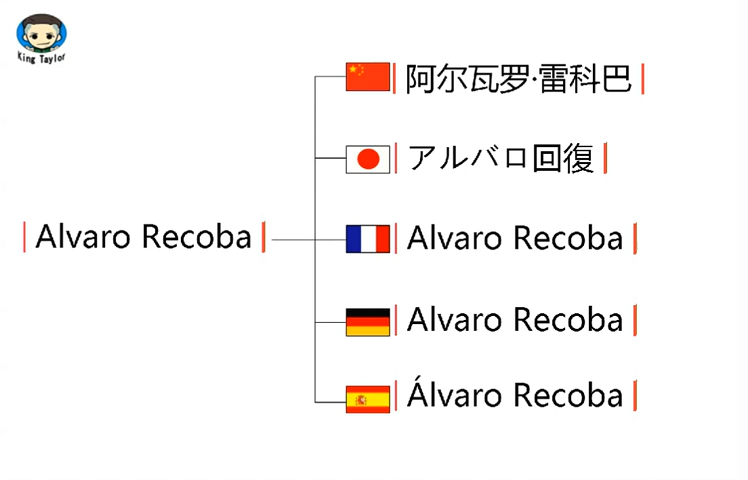 King Taylor
阿尔瓦罗·雷科巴
アルバロ回復
Alvaro Recoba
Alvaro Recoba
Alvaro Recoba
Álvaro Recoba